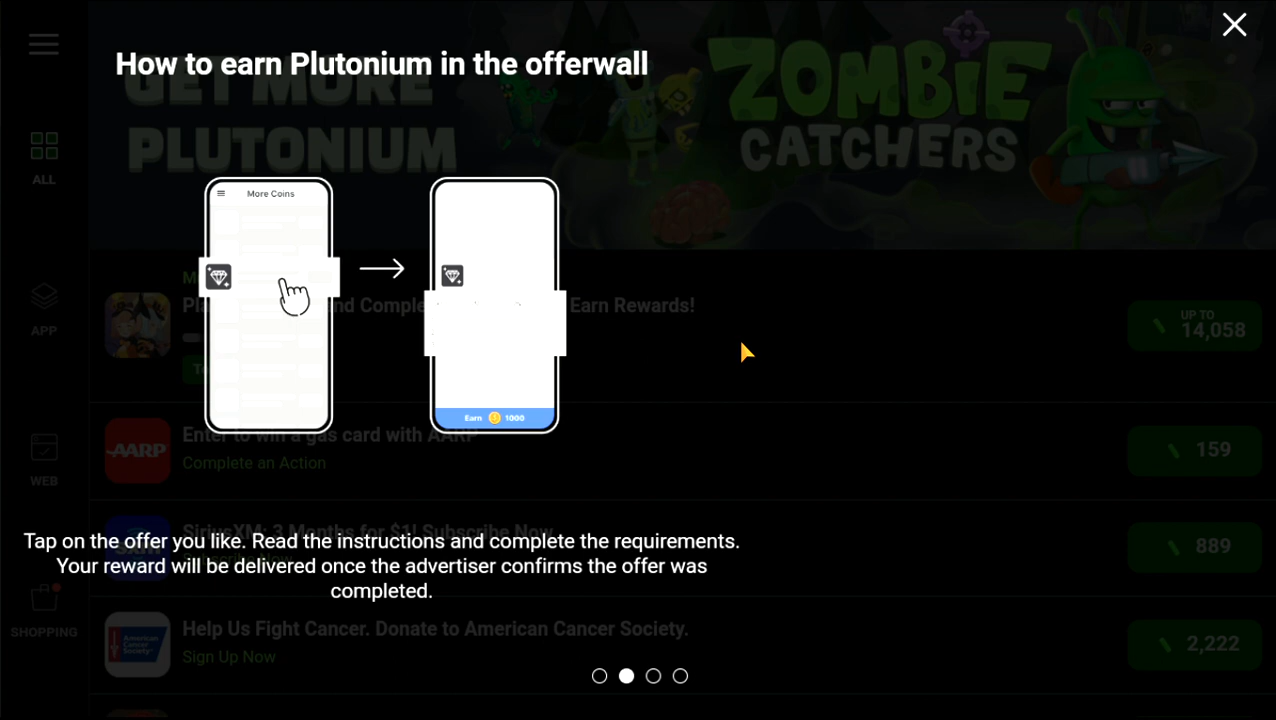 How to earn Plutonium in the offerwall
GET MORE
PLUTONIUM
ZOMBIE
CATCHERS
ALL
More Coins
APP
Earn Rewards!
UP TO
14,058
Earn 1000
Enter to win a gas card with AARP
AARP
Complete an Action
159
WEB
SiriusXM: 3 Months for $1! Subscribe Now
889
Tap on the offer you like. Read the instructions and complete the requirements.
Your reward will be delivered once the advertiser confirms the offer was
completed.
SHOPPING
Help Us Fight Cancer. Donate to American Cancer Society.
American
Cancer
Society
Sign Up Now
2,222